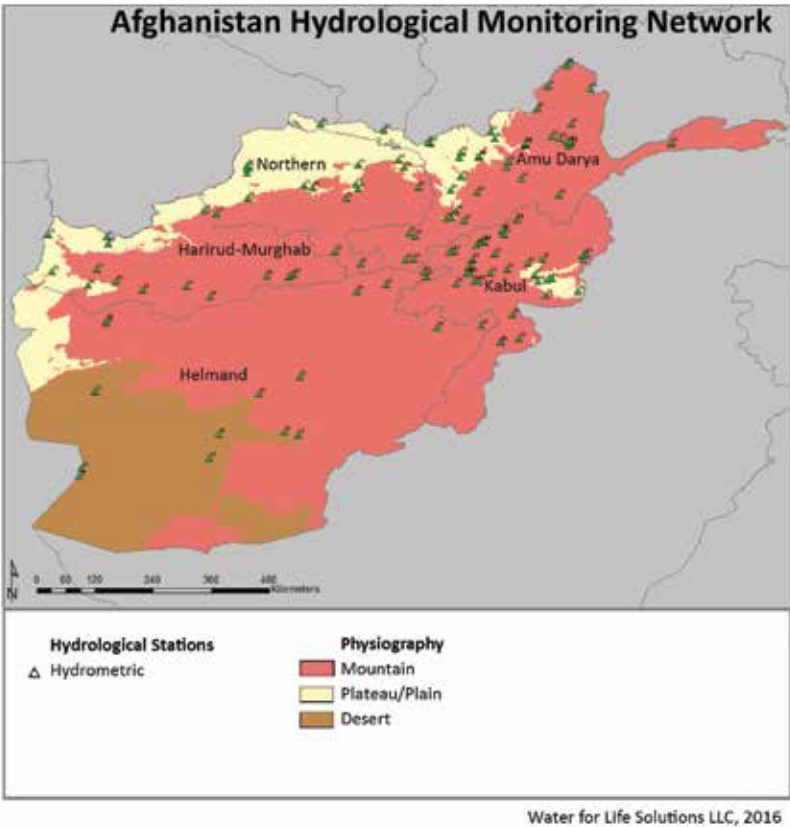 Afghanistan Hydrological Monitoring Network
Northern
Amu Darya
Harirud-Murghab
Kabul
Helmand
N
0 60 120 240 360 480
Kilometers
Hydrological Stations
Hydrometric
Physiography
Mountain
Plateau/Plain
Desert
Water for Life Solutions LLC, 2016